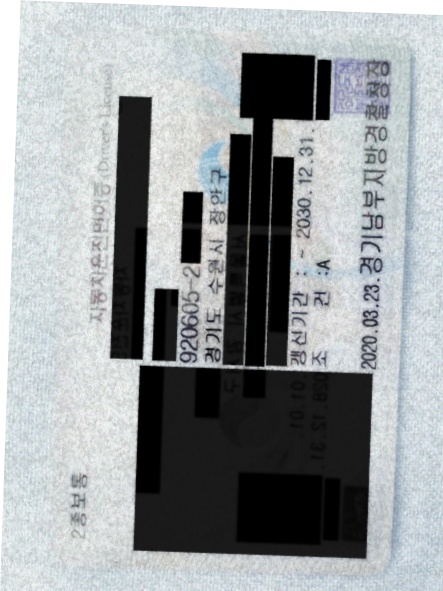 2종보통
자동차운전면허증 (Driver's License)
920605-2
경기도 수원시 장안구
갱신기간 : ~ 2030.12.31.
조 건 :A
2020.03.23.경기남부지방경찰청장